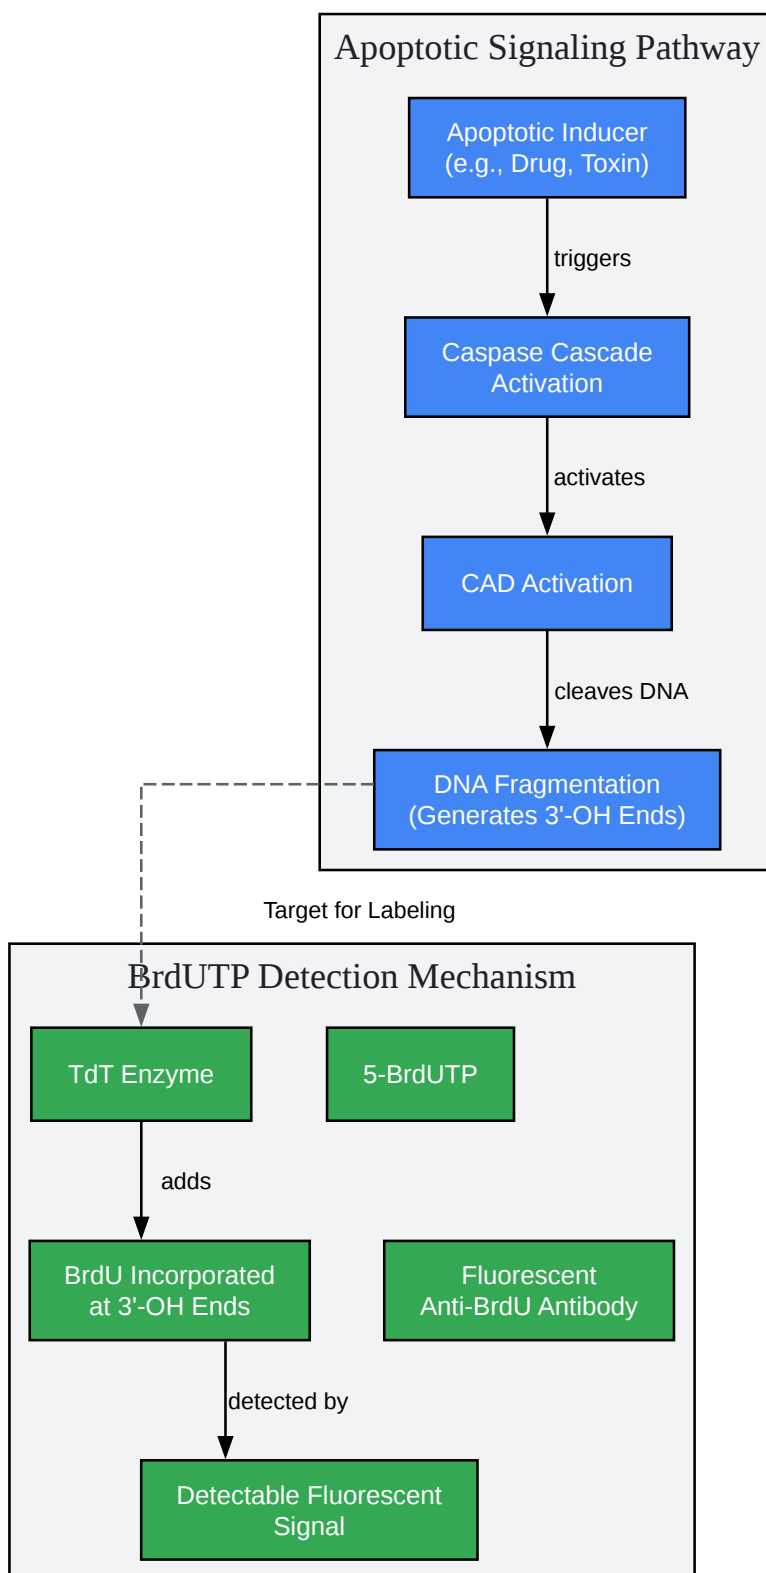 Apoptotic Signaling Pathway
Apoptotic Inducer
(e.g., Drug, Toxin)
triggers
Caspase Cascade
Activation
activates
CAD Activation
cleaves DNA
DNA Fragmentation
(Generates 3'-OH Ends)
Target for Labeling
BrdUTP Detection Mechanism
TdT Enzyme
5-BrdUTP
adds
BrdU Incorporated
at 3'-OH Ends
Fluorescent
Anti-BrdU Antibody
detected by
Detectable Fluorescent
Signal